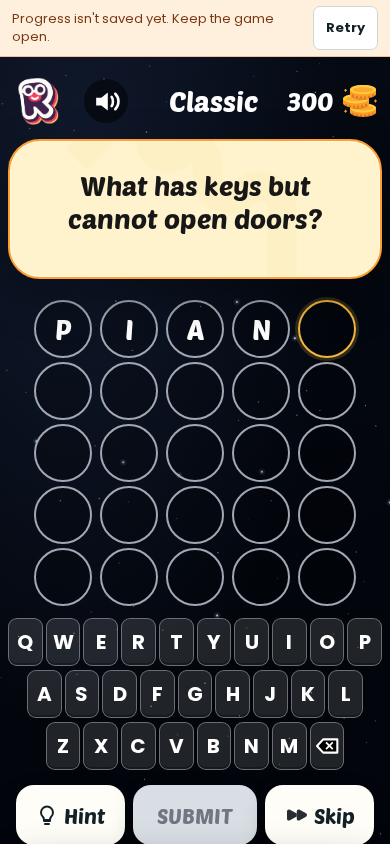 Progress isn't saved yet. Keep the game
open.
Retry
R
Classic
300
What has keys but
cannot open doors?
P I A N
Q W E R T Y U I O P
A S D F G H J K L
Z X C V B N M
Hint
SUBMIT
Skip